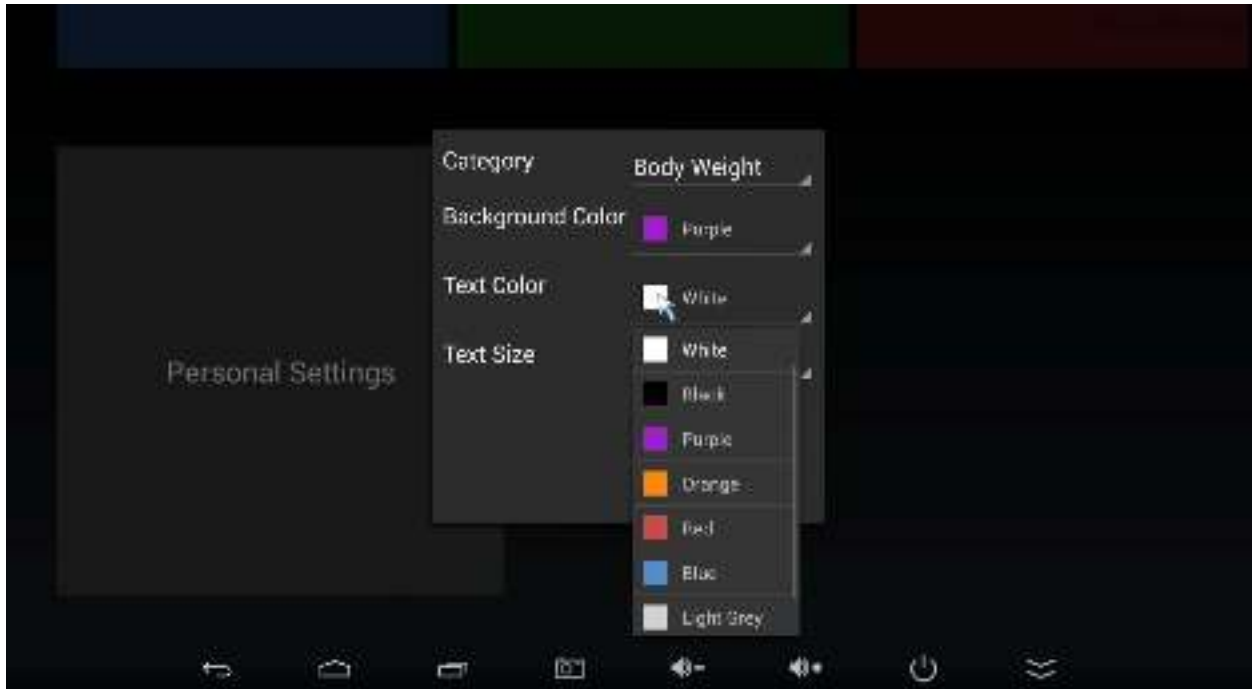 Category
Body Weight
Background Color
Purple
Text Color
White
Text Size
White
Black
Purple
Orange
Red
Blue
Light Grey
Personal Settings